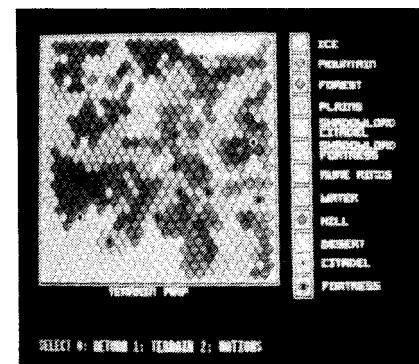 ICE
MOUNTAIN
FOREST
PLAINS
SHADOWLORD
CITADEL
SHADOWLORD
FORTRESS
RUNE RINGS
WATER
HILL
DESERT
CITADEL
FORTRESS
TERRAIN MAP
SELECT 0: RETURN 1: TERRAIN 2: NATIONS